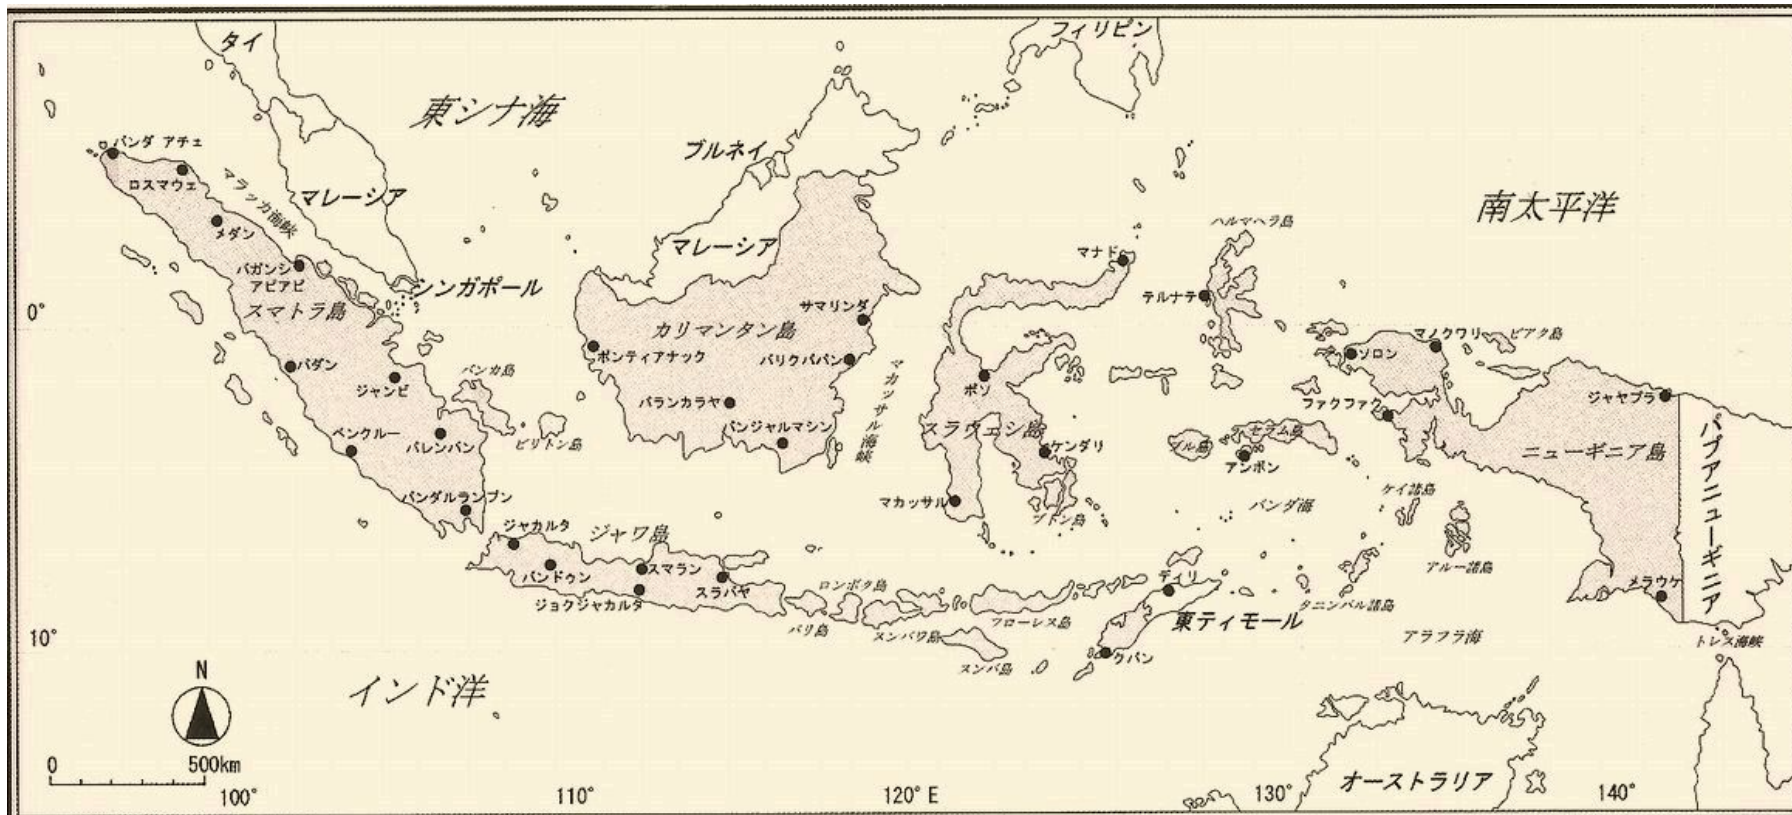 タイ
フィリピン
東シナ海
バンダ アチェ
ロスマウェ
マラッカ海峡
マレーシア
ブルネイ
メダン
マレーシア
南太平洋
ハルマヘラ島
マナド
バガンシ
アピアピ
シンガポール
スマトラ島
0°
テルナテ
サマリンダ
カリマンタン島
ポンティアナック
バリクパパン
マノクワリ
ビアク島
ソロン
パダン
ジャンビ
バンカ島
マカッサル海峡
ポソ
パランカラヤ
ファクファク
ジャヤプラ
ベンクルー
パレンバン
ビリトン島
バンジャルマシン
スラウェシ島
ケンダリ
ブル島
セラム島
アンボン
ニューギニア島
パプアニューギニア
バンダルランプン
マカッサル
ブトン島
バンダ海
ケイ諸島
ジャカルタ
ジャワ島
アルー諸島
バンドゥン
スマラン
スラバヤ
ジョクジャカルタ
ロンボク島
ディリ
メラウケ
バリ島
スンバワ島
フローレス島
東ティモール
タニンバル諸島
アラフラ海
トレス海峡
10°
スンバ島
クパン
N
インド洋
0
500km
オーストラリア
100°
110°
120°E
130°
140°